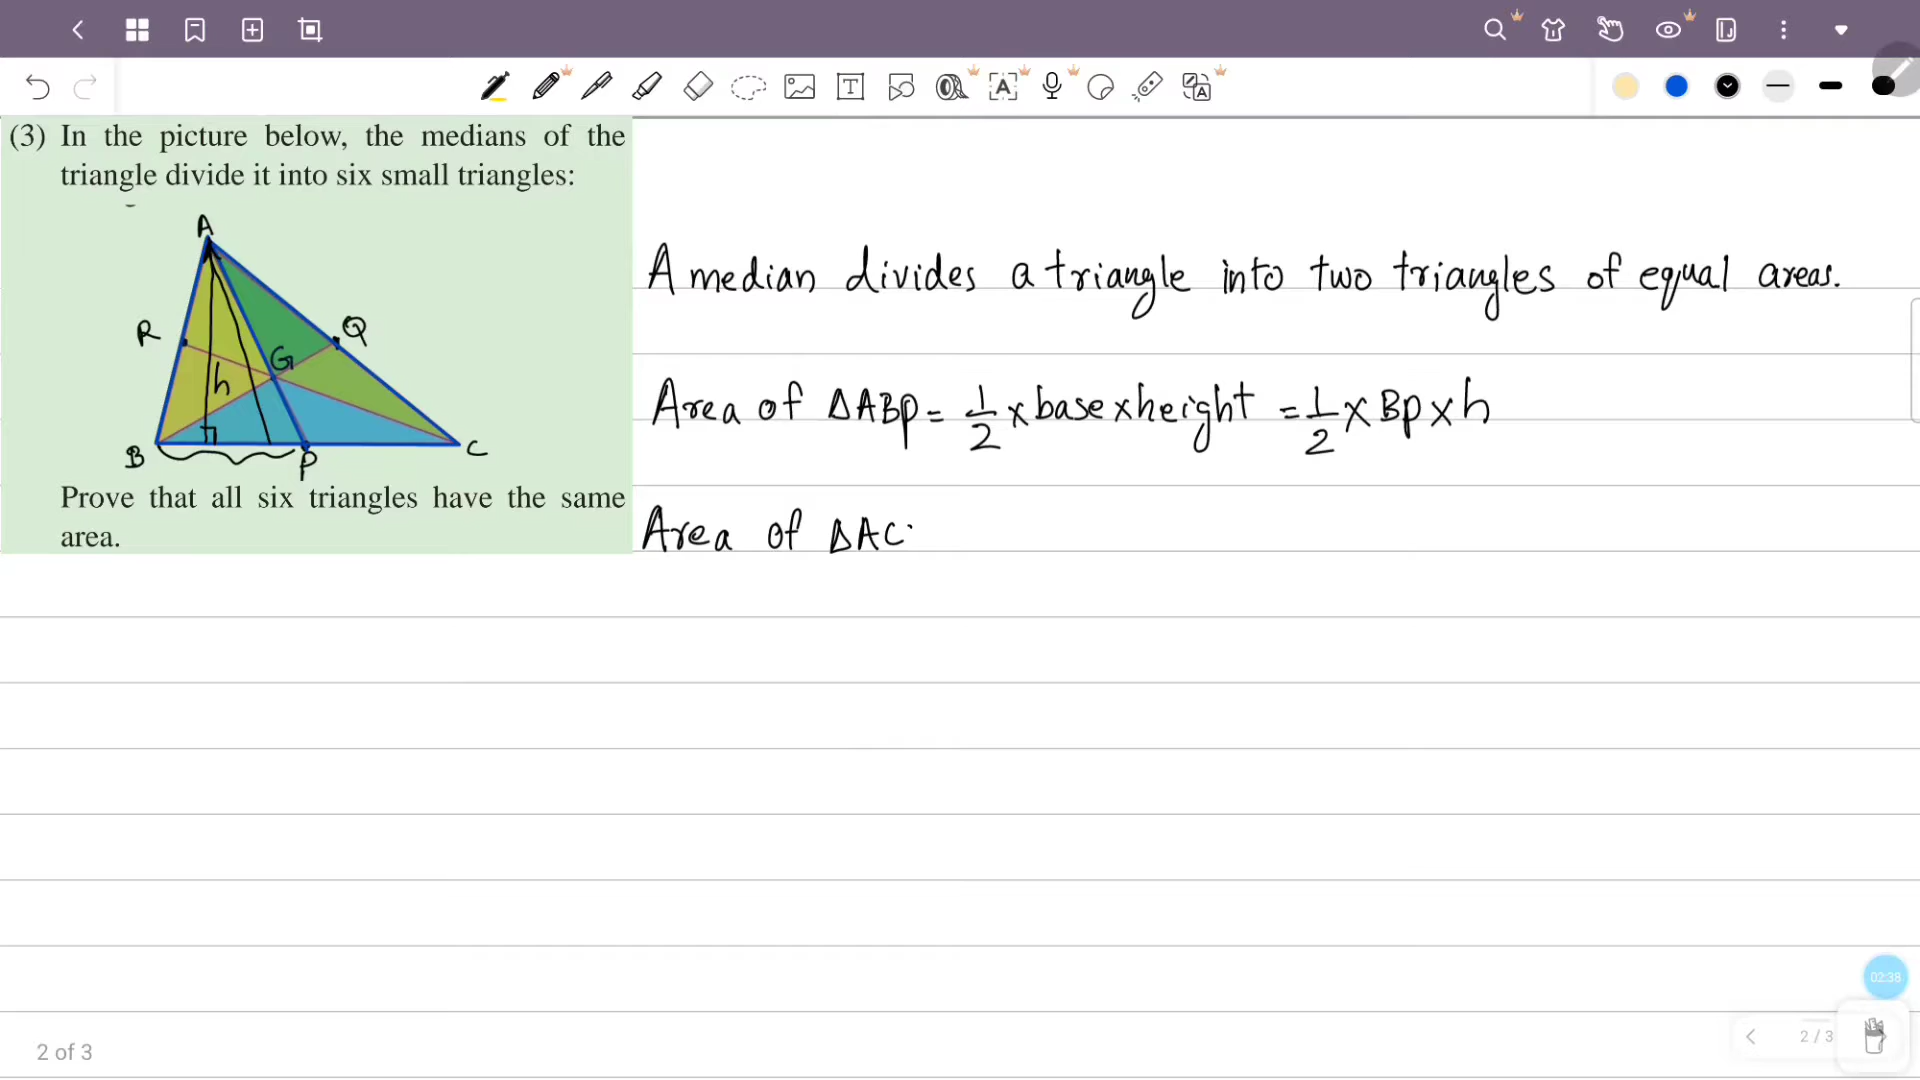 (3) In the picture below, the medians of the
triangle divide it into six small triangles:
A
R
Q
G
h
B
P
C
Prove that all six triangles have the same
area.
A median divides a triangle into two triangles of equal areas.
Area of ΔABP = 1/2 x base x height = 1/2 x BP x h
Area of ΔAC
02:38
2 of 3
2 / 3